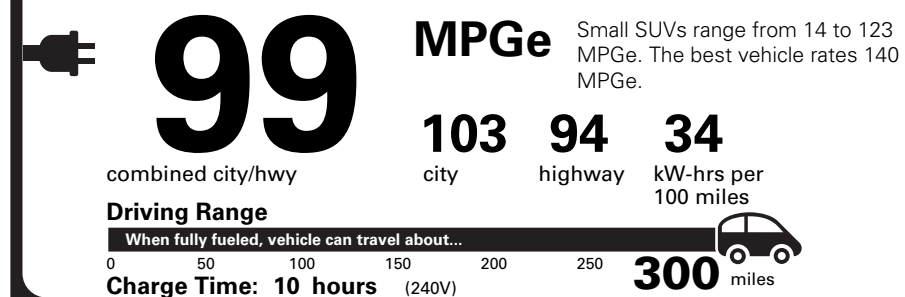 99
MPGe
Small SUVs range from 14 to 123
MPGe. The best vehicle rates 140
MPGe.
combined city/hwy
103
city
94
highway
34
kW-hrs per
100 miles
Driving Range
When fully fueled, vehicle can travel about...
0 50 100 150 200 250 300 miles
Charge Time: 10 hours (240V)